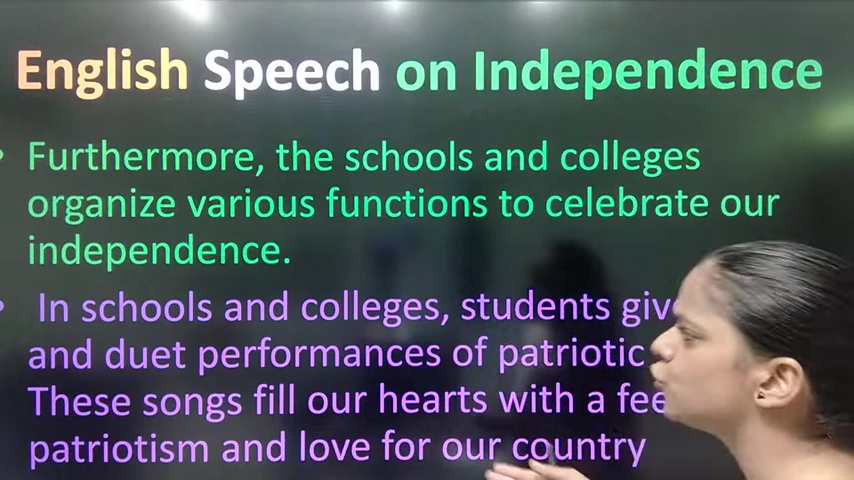 English Speech on Independence
Furthermore, the schools and colleges
organize various functions to celebrate our
independence.
In schools and colleges, students
and duet performances of patriotic
These songs fill our hearts with a
patriotism and love for our country